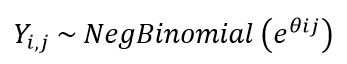 Y_{i,j} ~ NegBinomial (e^{θij})